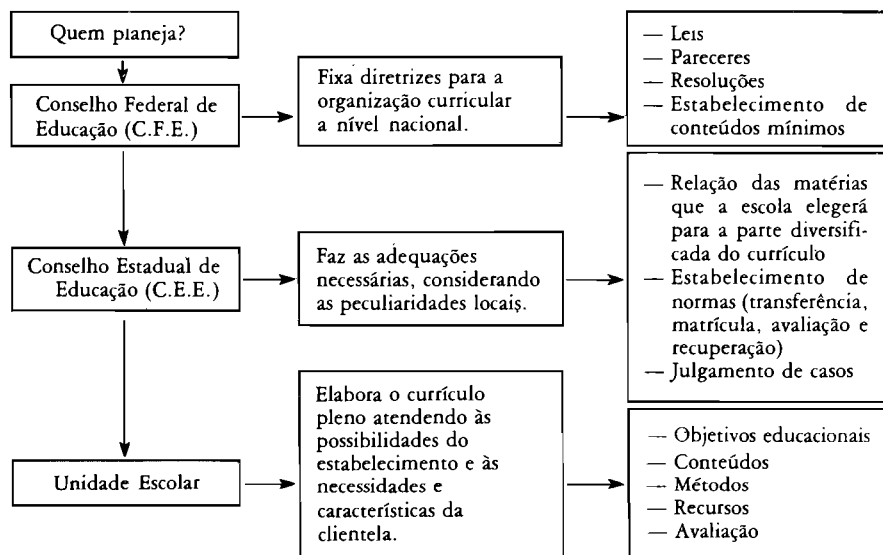 Quem planeja?
Conselho Federal de
Educação (C.F.E.)
Fixa diretrizes para a
organização curricular
a nível nacional.
— Leis
— Pareceres
— Resoluções
— Estabelecimento de
conteúdos mínimos
Conselho Estadual de
Educação (C.E.E.)
Faz as adequações
necessárias, considerando
as peculiaridades locais.
— Relação das matérias
que a escola elegerá
para a parte diversifi-
cada do currículo
— Estabelecimento de
normas (transferência,
matrícula, avaliação e
recuperação)
— Julgamento de casos
Unidade Escolar
Elabora o currículo
pleno atendendo às
possibilidades do
estabelecimento e às
necessidades e
características da
clientela.
— Objetivos educacionais
— Conteúdos
— Métodos
— Recursos
— Avaliação